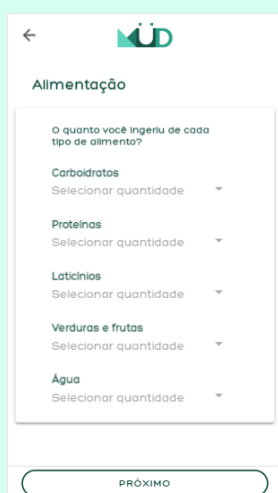 MÜD
Alimentação
O quanto você ingeriu de cada
tipo de alimento?
Carboidratos
Selecionar quantidade
Proteínas
Selecionar quantidade
Laticínios
Selecionar quantidade
Verduras e frutas
Selecionar quantidade
Água
Selecionar quantidade
PRÓXIMO